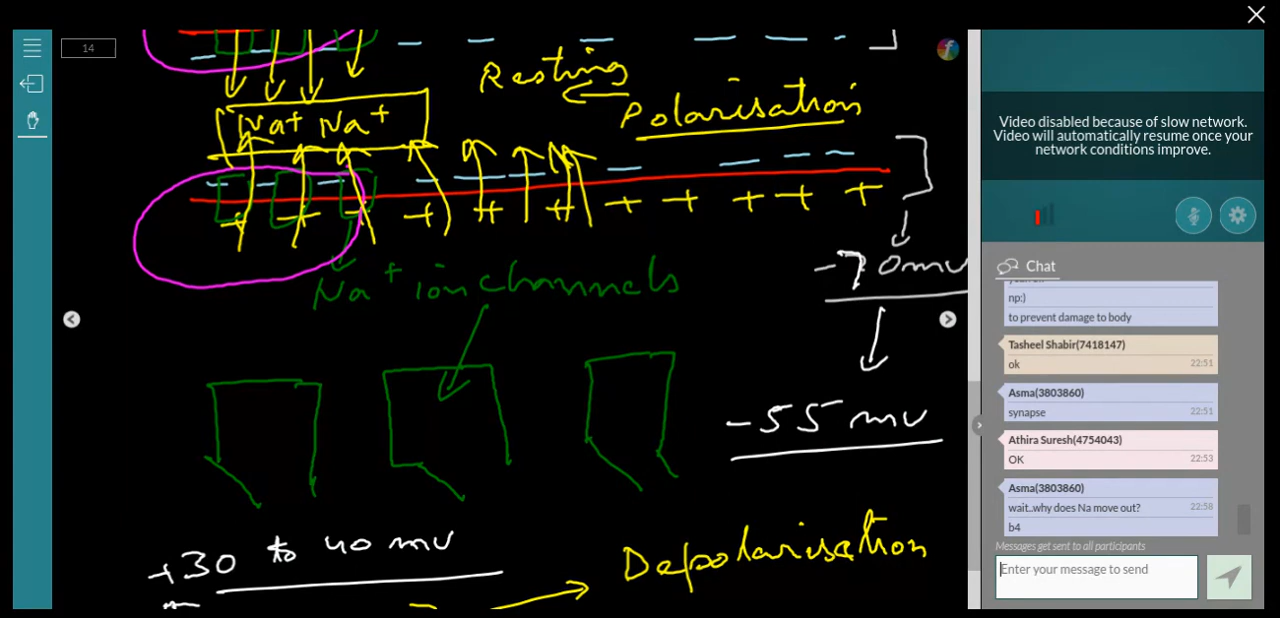 14
Resting
Polarisation
Na+ Na+
-70mv
Na+ ion channels
-55 mv
+30 to 40 mv
Depolarisation
Video disabled because of slow network.
Video will automatically resume once your
network conditions improve.
Chat
np:)
to prevent damage to body
Tasheel Shabir(7418147)
ok 22:51
Asma(3803860)
synapse 22:51
Athira Suresh(4754043)
OK 22:53
Asma(3803860)
wait..why does Na move out? 22:58
b4
Messages get sent to all participants
Enter your message to send